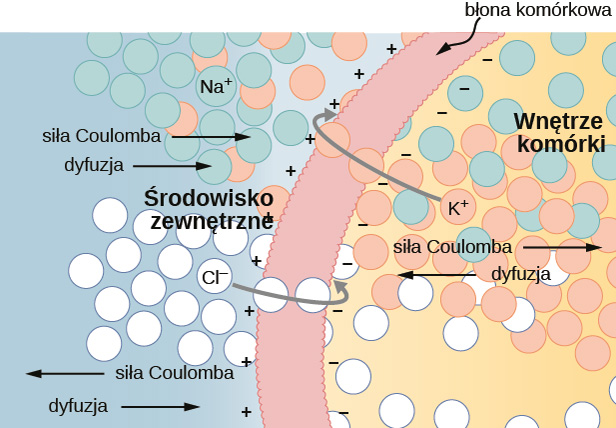 błona komórkowa
Na⁺
siła Coulomba
dyfuzja
Wnętrze
komórki
Środowisko
zewnętrzne
K⁺
siła Coulomba
dyfuzja
Cl⁻
siła Coulomba
dyfuzja
+
+
+
+
+
+
+
+
+
+
−
−
−
−
−
−
−
−
−
−